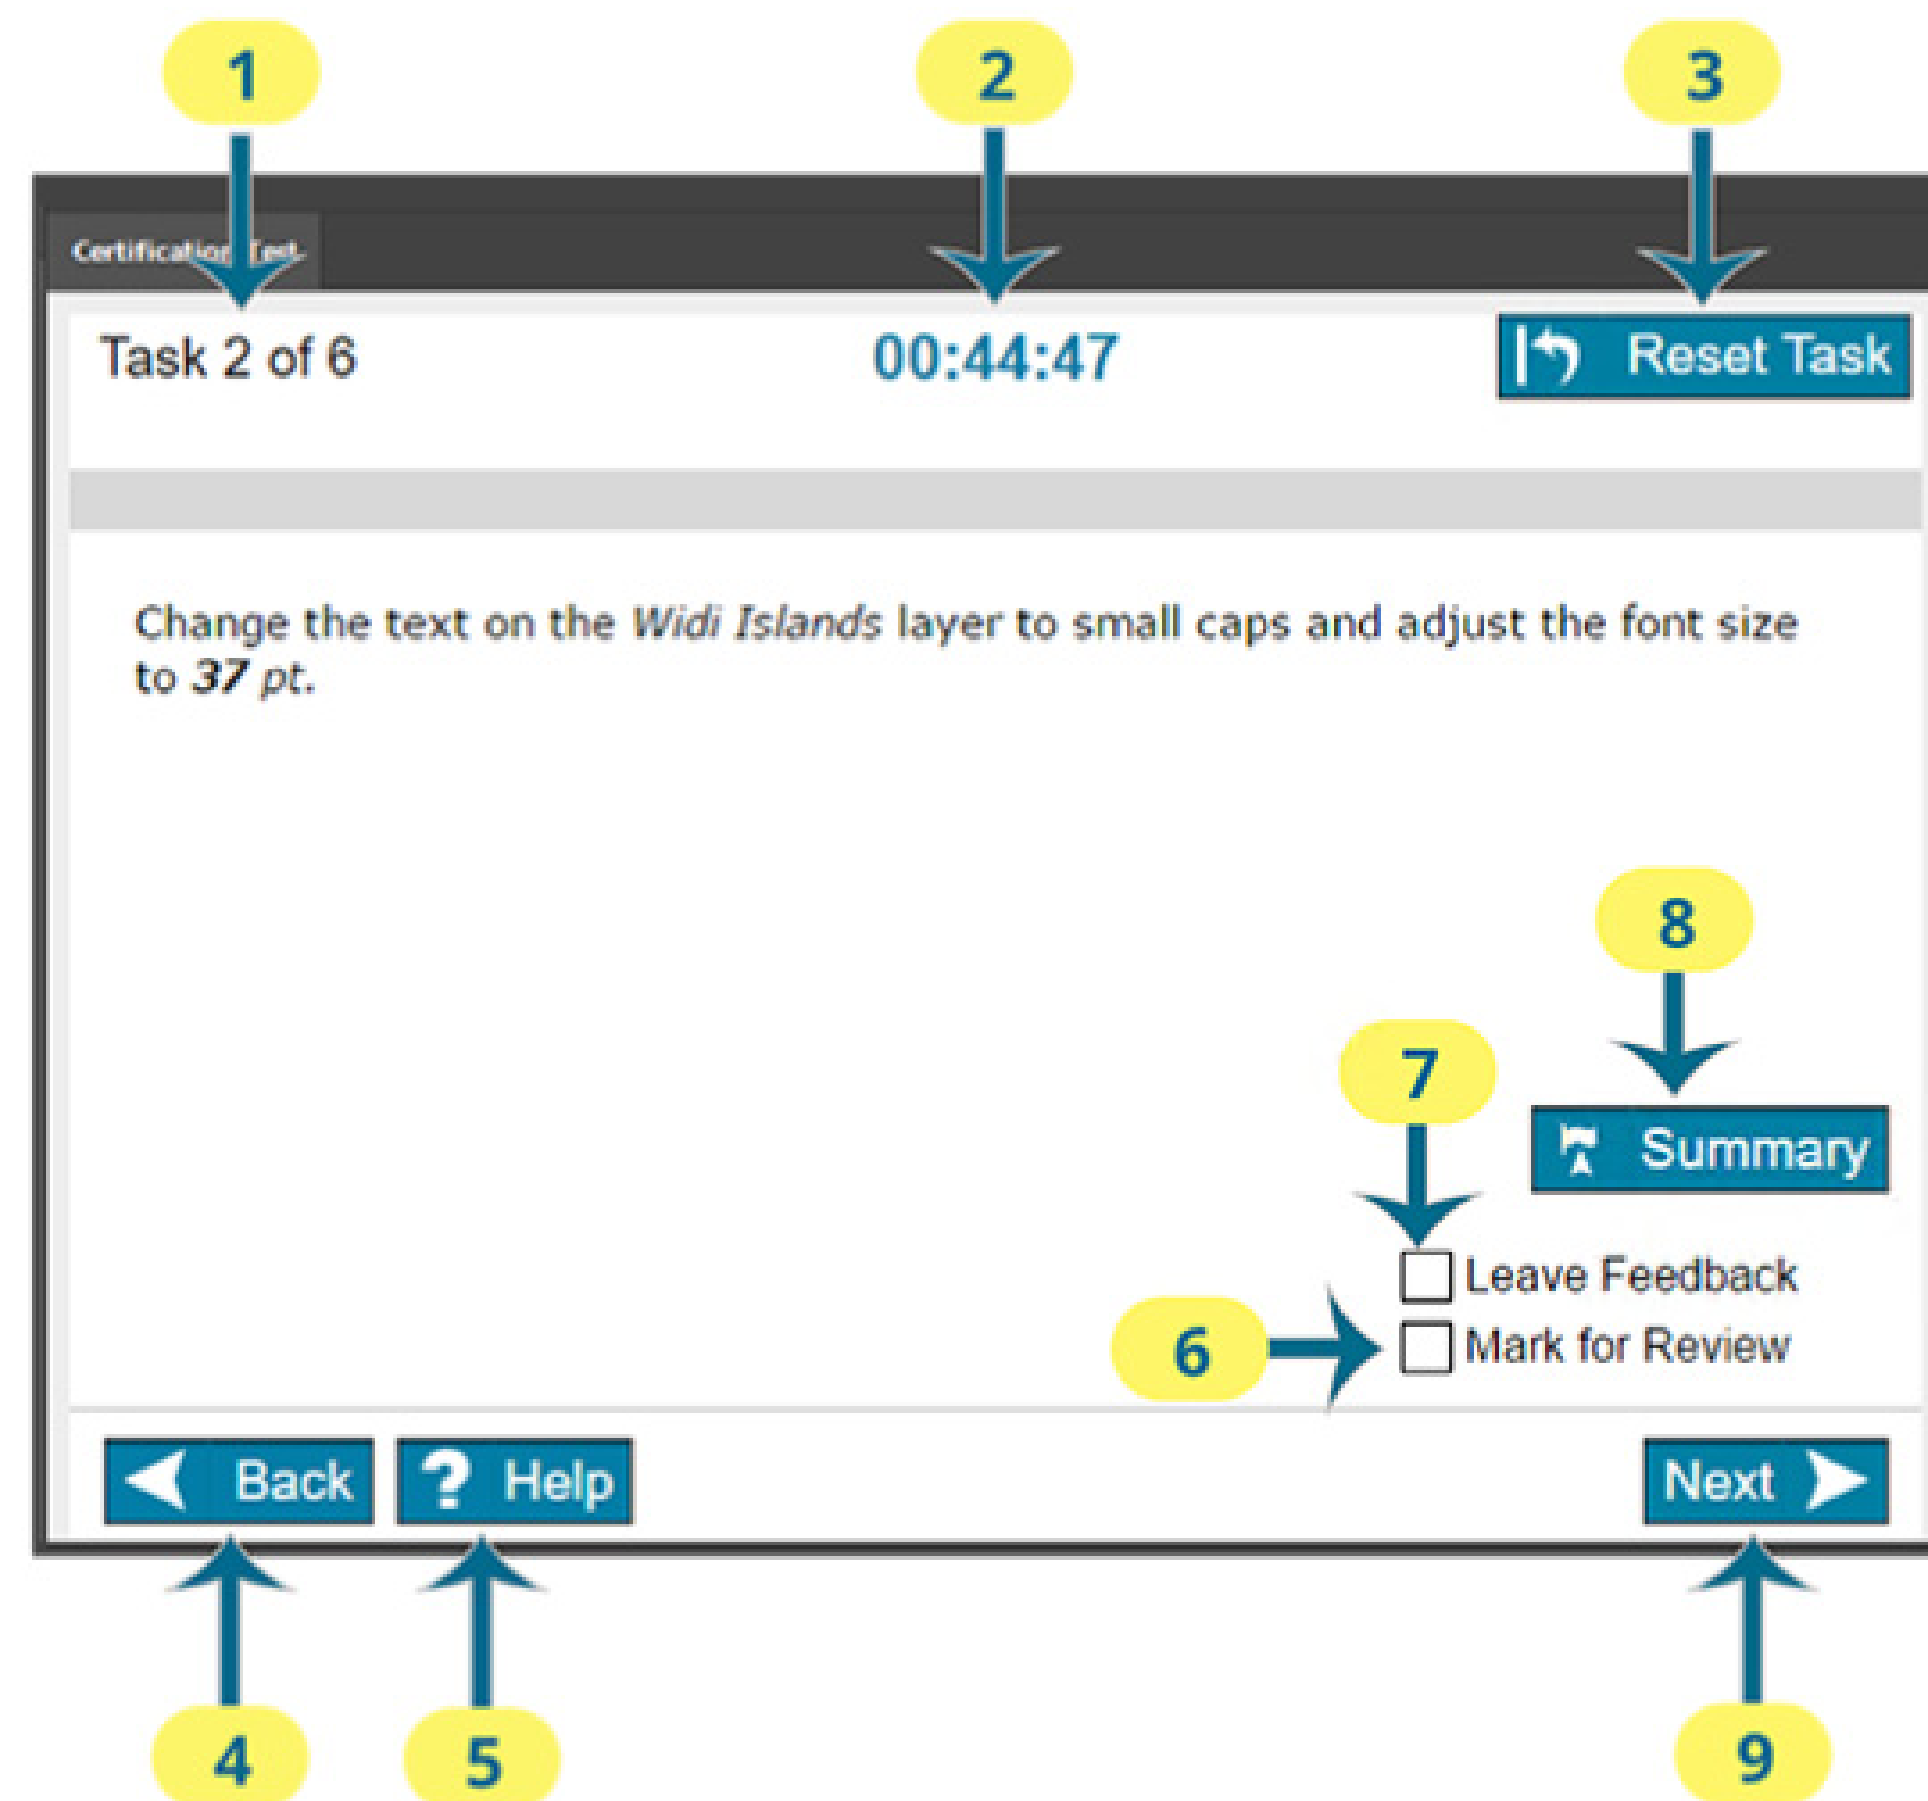 1
2
3
Certification Test
Task 2 of 6
00:44:47
Reset Task
Change the text on the Widi Islands layer to small caps and adjust the font size
to 37 pt.
8
7
Summary
Leave Feedback
6
Mark for Review
Back
? Help
Next
4
5
9